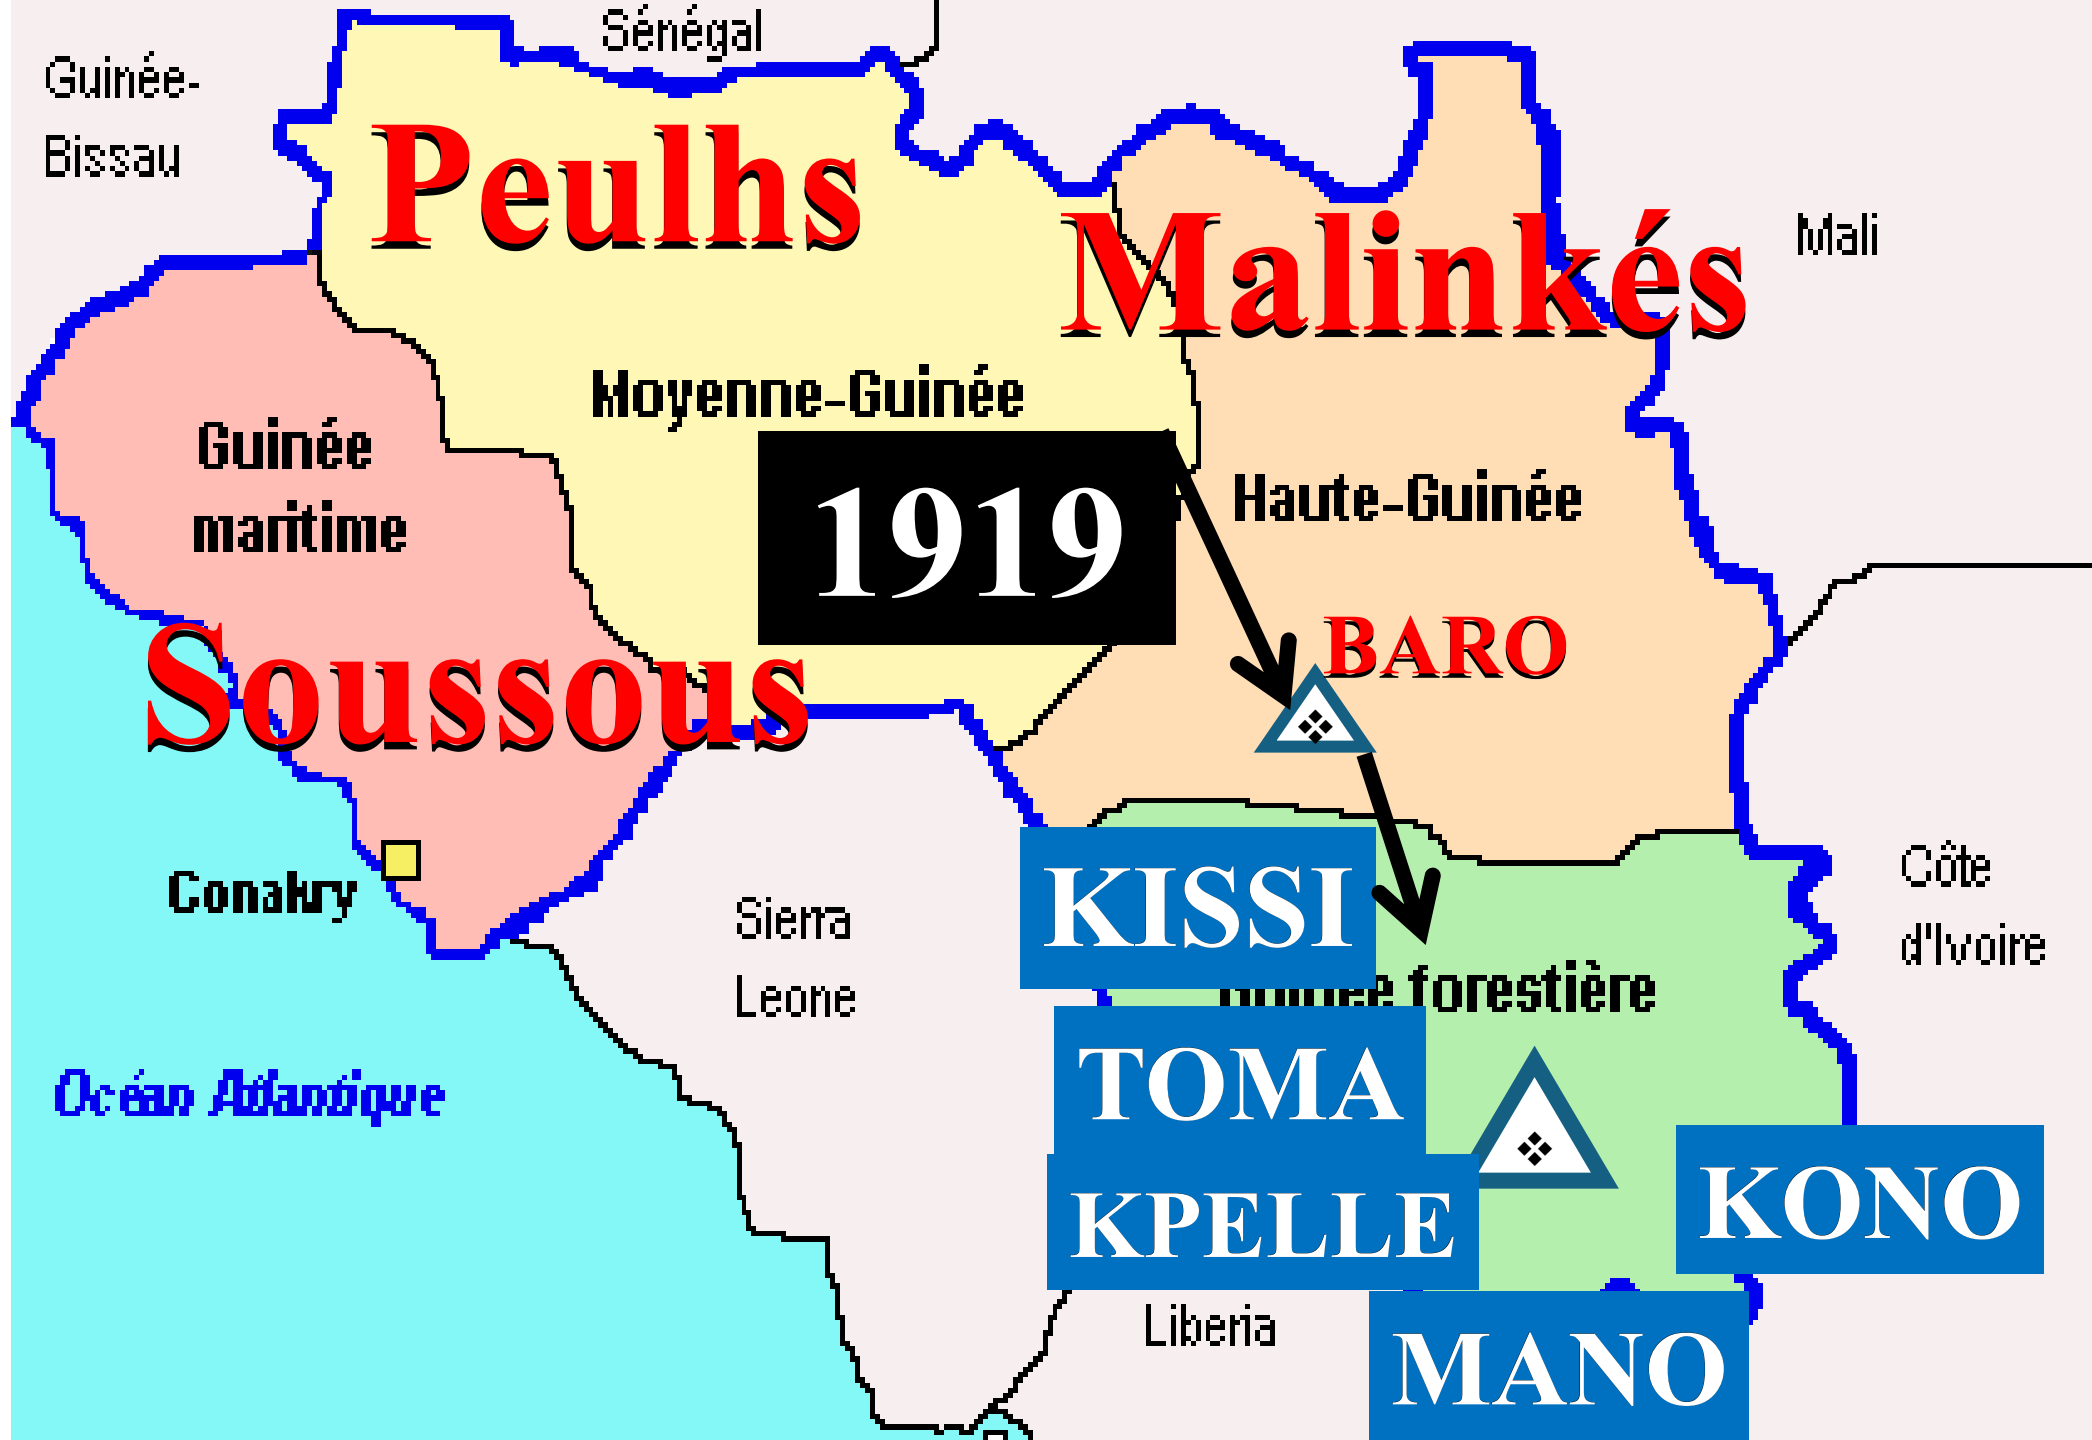 Sénégal
Guinée-
Bissau
Peulhs
Malinkés
Mali
Moyenne-Guinée
Guinée
maritime
1919
Haute-Guinée
BARO
Soussous
Conakry
KISSI
Sierra
Leone
Côte
d'Ivoire
forestière
Océan Atlantique
TOMA
KPELLE
KONO
Liberia
MANO